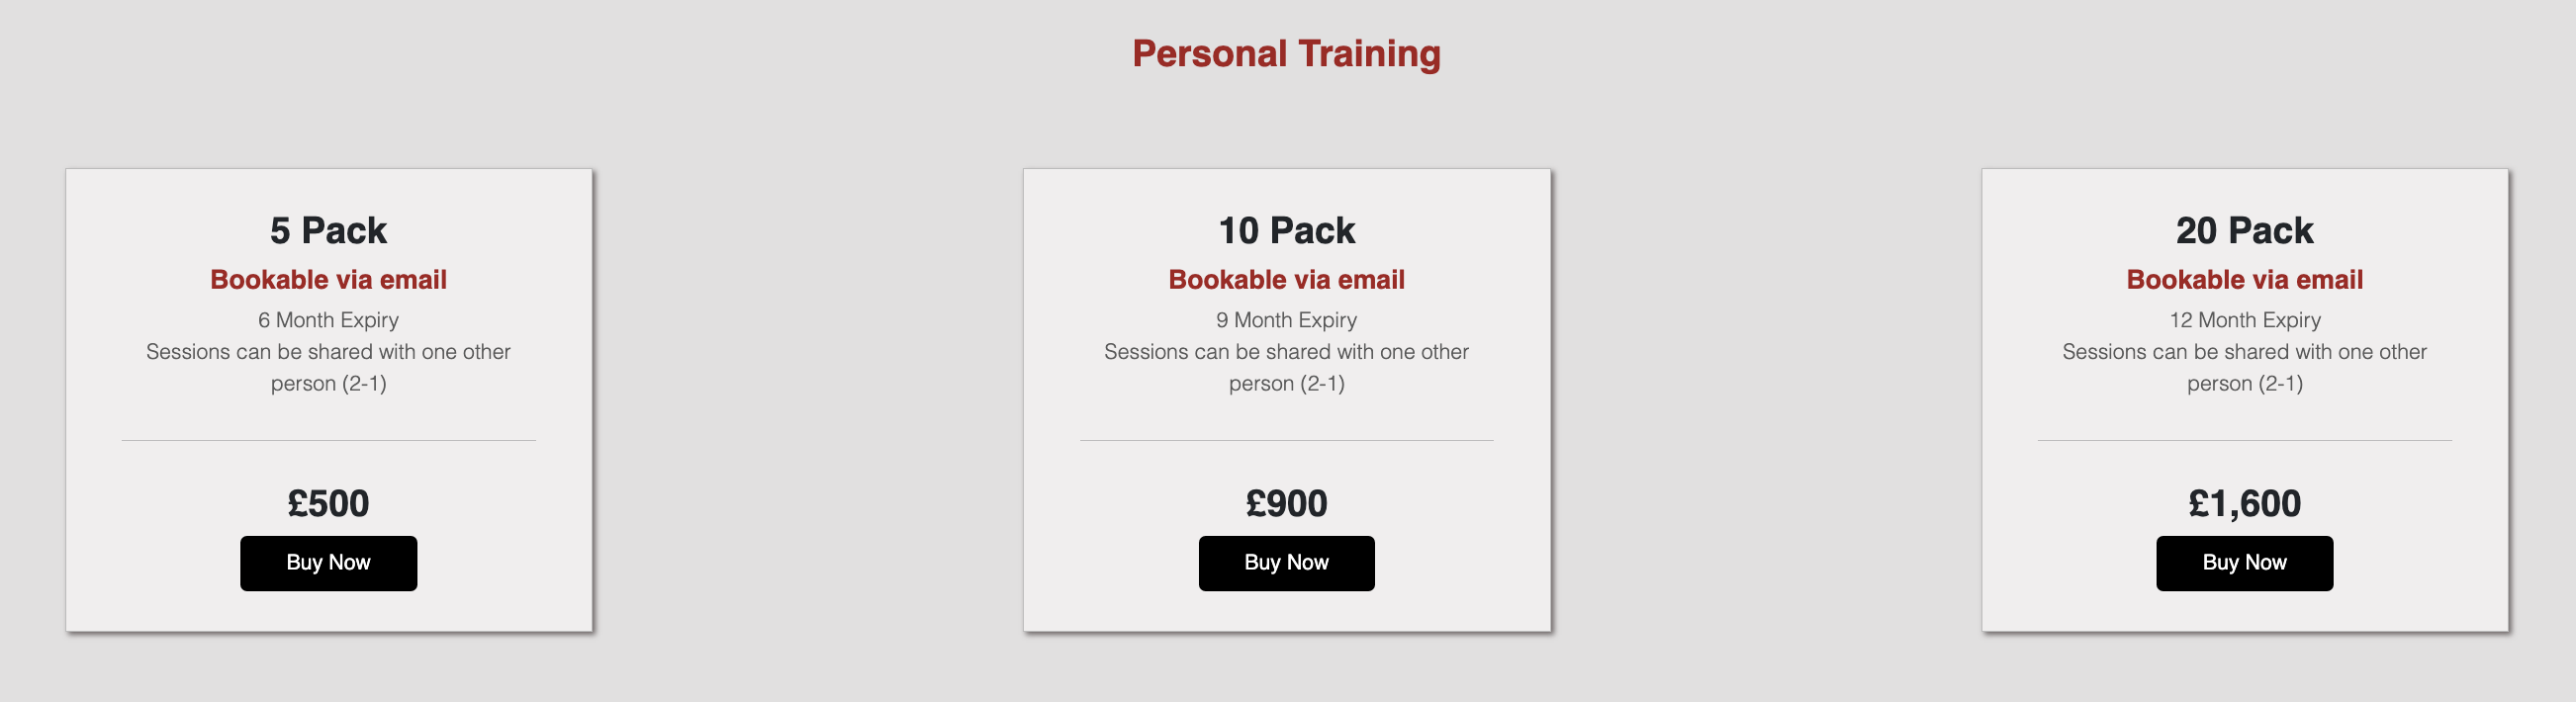 Personal Training
5 Pack
Bookable via email
6 Month Expiry
Sessions can be shared with one other
person (2-1)
£500
Buy Now
10 Pack
Bookable via email
9 Month Expiry
Sessions can be shared with one other
person (2-1)
£900
Buy Now
20 Pack
Bookable via email
12 Month Expiry
Sessions can be shared with one other
person (2-1)
£1,600
Buy Now